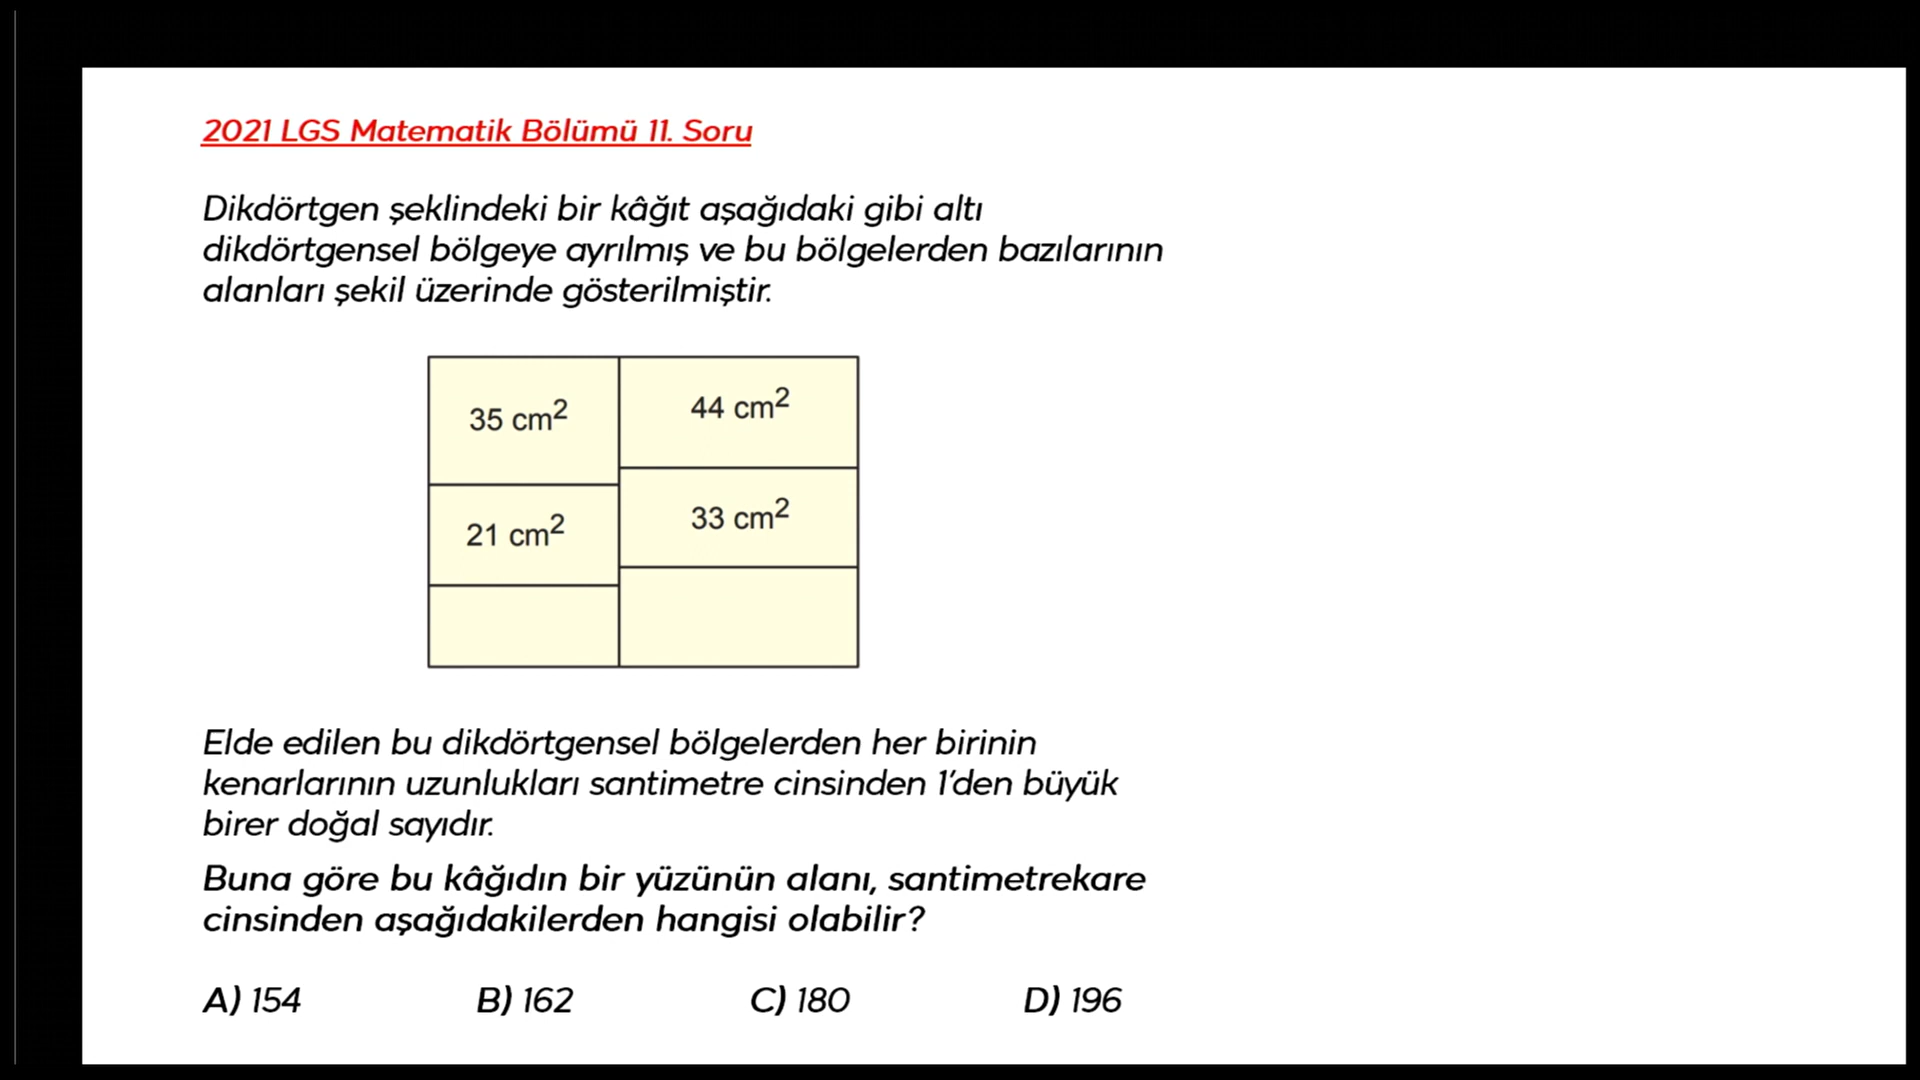 2021 LGS Matematik Bölümü 11. Soru
Dikdörtgen şeklindeki bir kâğıt aşağıdaki gibi altı
dikdörtgensel bölgeye ayrılmış ve bu bölgelerden bazılarının
alanları şekil üzerinde gösterilmiştir.
35 cm²
44 cm²
21 cm²
33 cm²
Elde edilen bu dikdörtgensel bölgelerden her birinin
kenarlarının uzunlukları santimetre cinsinden 1'den büyük
birer doğal sayıdır.
Buna göre bu kâğıdın bir yüzünün alanı, santimetrekare
cinsinden aşağıdakilerden hangisi olabilir?
A) 154 B) 162 C) 180 D) 196